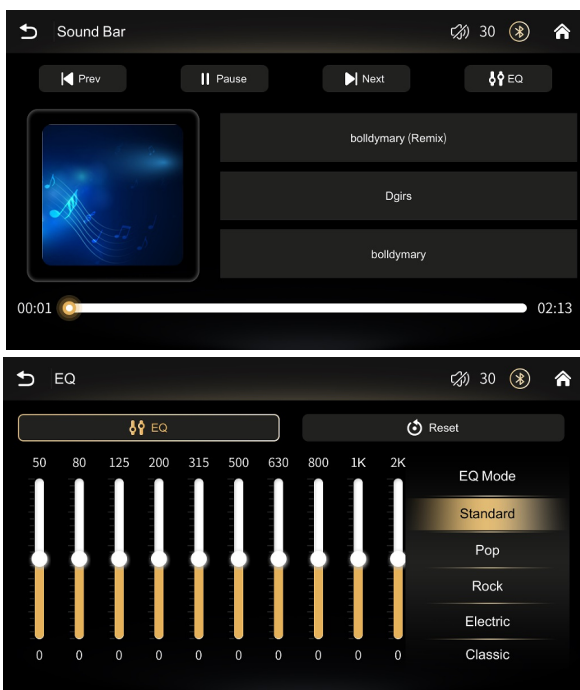 Sound Bar 30
Prev Pause Next EQ
bolldymary (Remix)
Dgirs
bolldymary
00:01 02:13
EQ 30
EQ Reset
50 80 125 200 315 500 630 800 1K 2K
EQ Mode
Standard
Pop
Rock
Electric
0 0 0 0 0 0 0 0 0 0 Classic